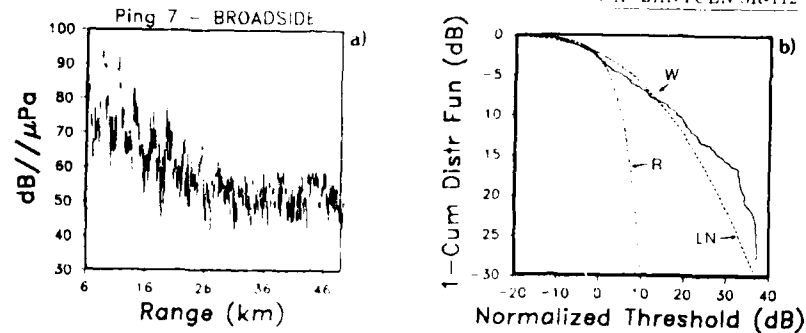 Ping 7 – BROADSIDE
a)
dB//μPa
100
90
80
70
60
50
40
30
6
16
26
36
46
Range (km)
b)
1–Cum Distr Fun (dB)
0
–5
–10
15
20
25
–30
W
R
LN
–20
–10
0
10
20
30
40
Normalized Threshold (dB)